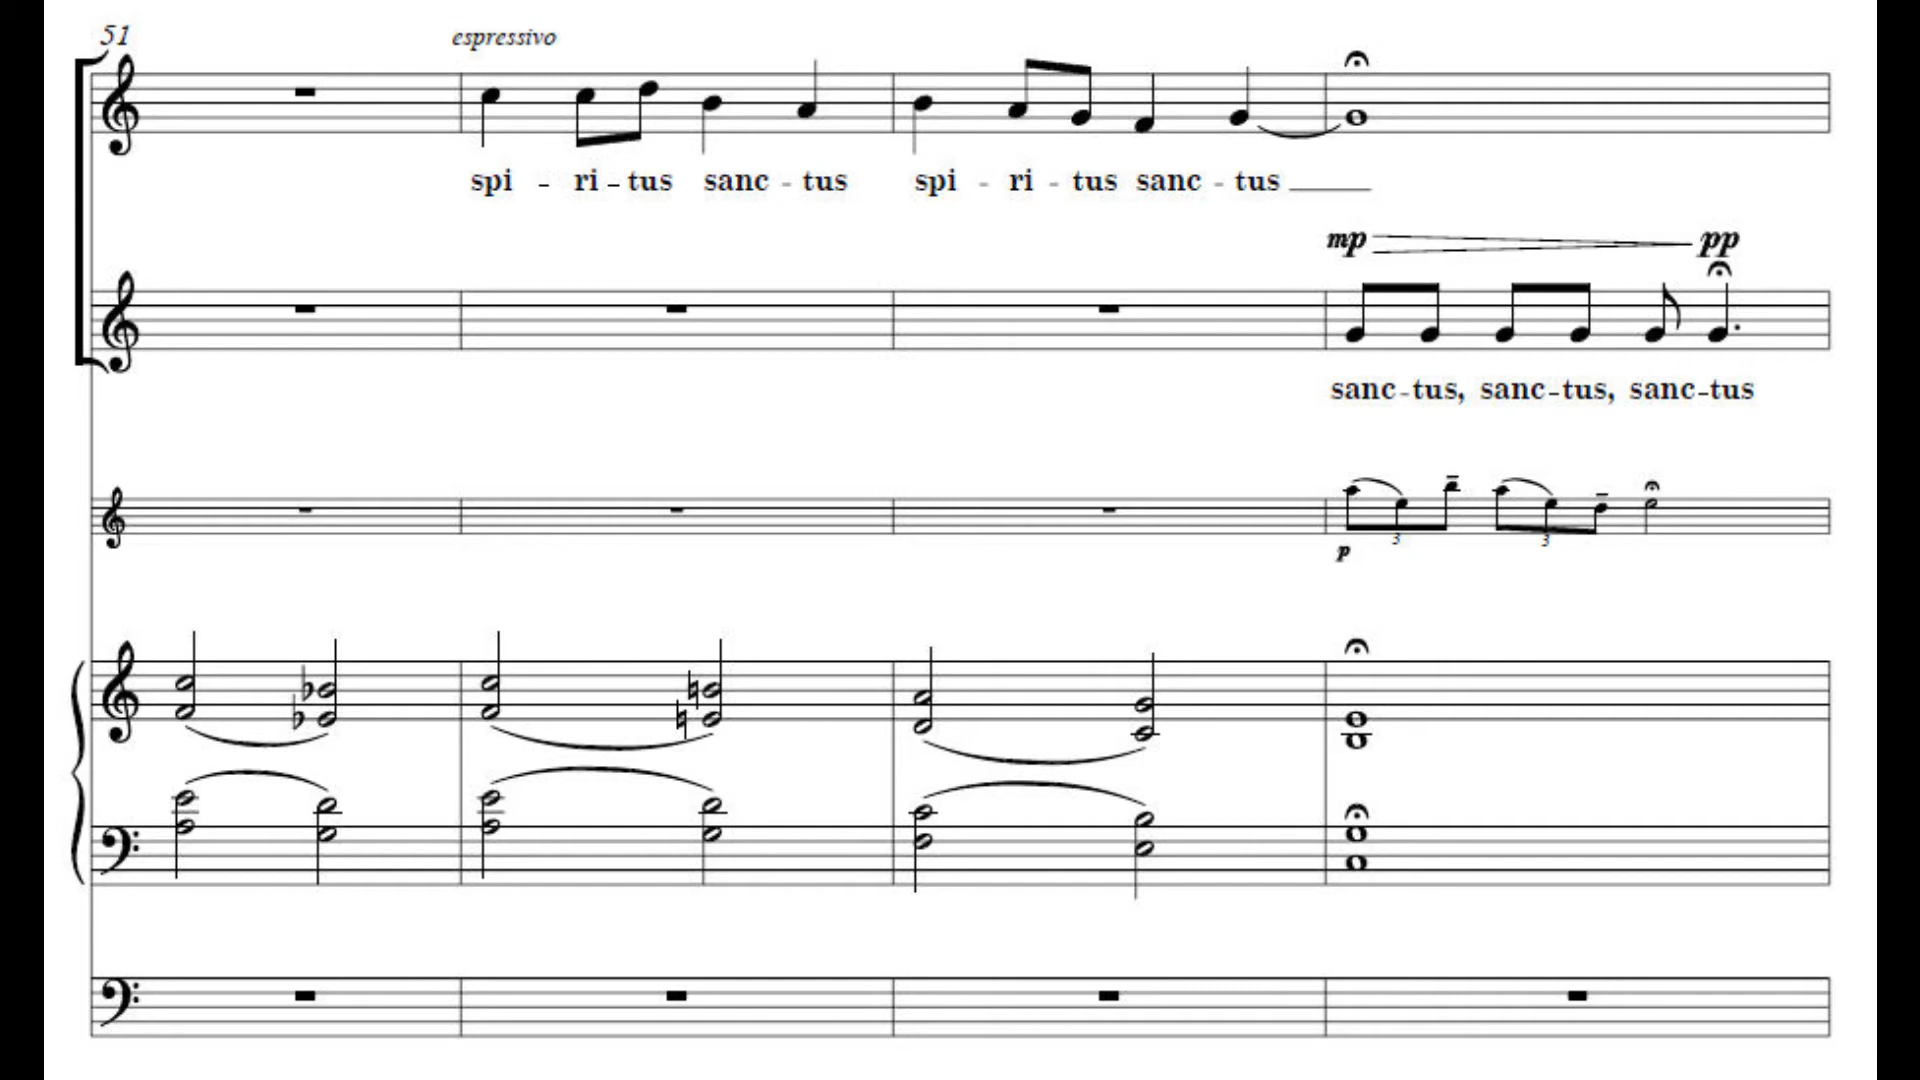 51
espressivo
spi - ri - tus sanc - tus spi - ri - tus sanc - tus
mp pp
sanc - tus, sanc - tus, sanc - tus
p 3 3